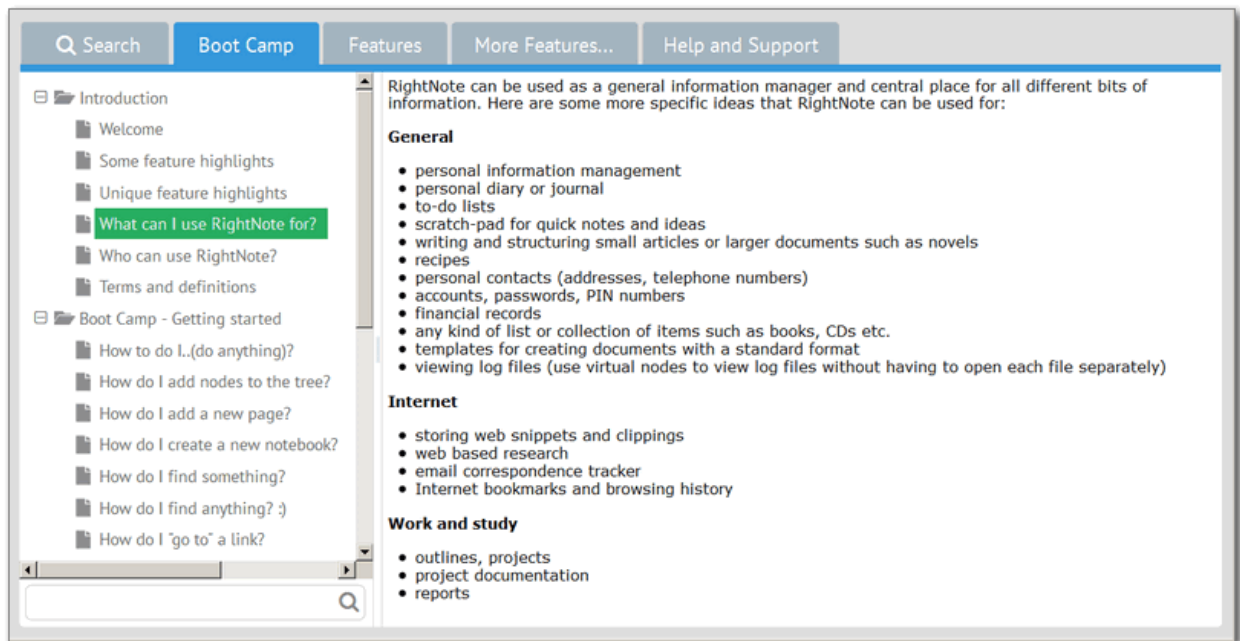 Search
Boot Camp
Features
More Features...
Help and Support
Introduction
Welcome
Some feature highlights
Unique feature highlights
What can I use RightNote for?
Who can use RightNote?
Terms and definitions
Boot Camp - Getting started
How to do I..(do anything)?
How do I add nodes to the tree?
How do I add a new page?
How do I create a new notebook?
How do I find something?
How do I find anything? :)
How do I "go to" a link?
RightNote can be used as a general information manager and central place for all different bits of
information. Here are some more specific ideas that RightNote can be used for:
General
• personal information management
• personal diary or journal
• to-do lists
• scratch-pad for quick notes and ideas
• writing and structuring small articles or larger documents such as novels
• recipes
• personal contacts (addresses, telephone numbers)
• accounts, passwords, PIN numbers
• financial records
• any kind of list or collection of items such as books, CDs etc.
• templates for creating documents with a standard format
• viewing log files (use virtual nodes to view log files without having to open each file separately)
Internet
• storing web snippets and clippings
• web based research
• email correspondence tracker
• Internet bookmarks and browsing history
Work and study
• outlines, projects
• project documentation
• reports